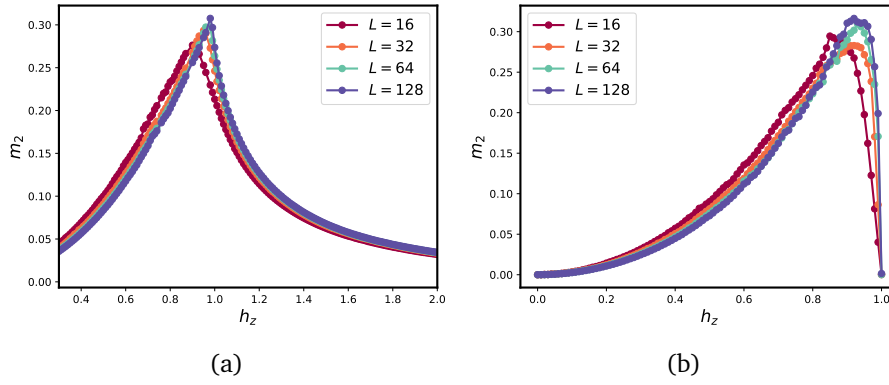 0.30
0.25
0.20
0.15
0.10
0.05
0.00
m₂
0.4 0.6 0.8 1.0 1.2 1.4 1.6 1.8 2.0
h_z
L = 16
L = 32
L = 64
L = 128
(a)
0.30
0.25
0.20
0.15
0.10
0.05
0.00
m₂
0.0 0.2 0.4 0.6 0.8 1.0
h_z
L = 16
L = 32
L = 64
L = 128
(b)